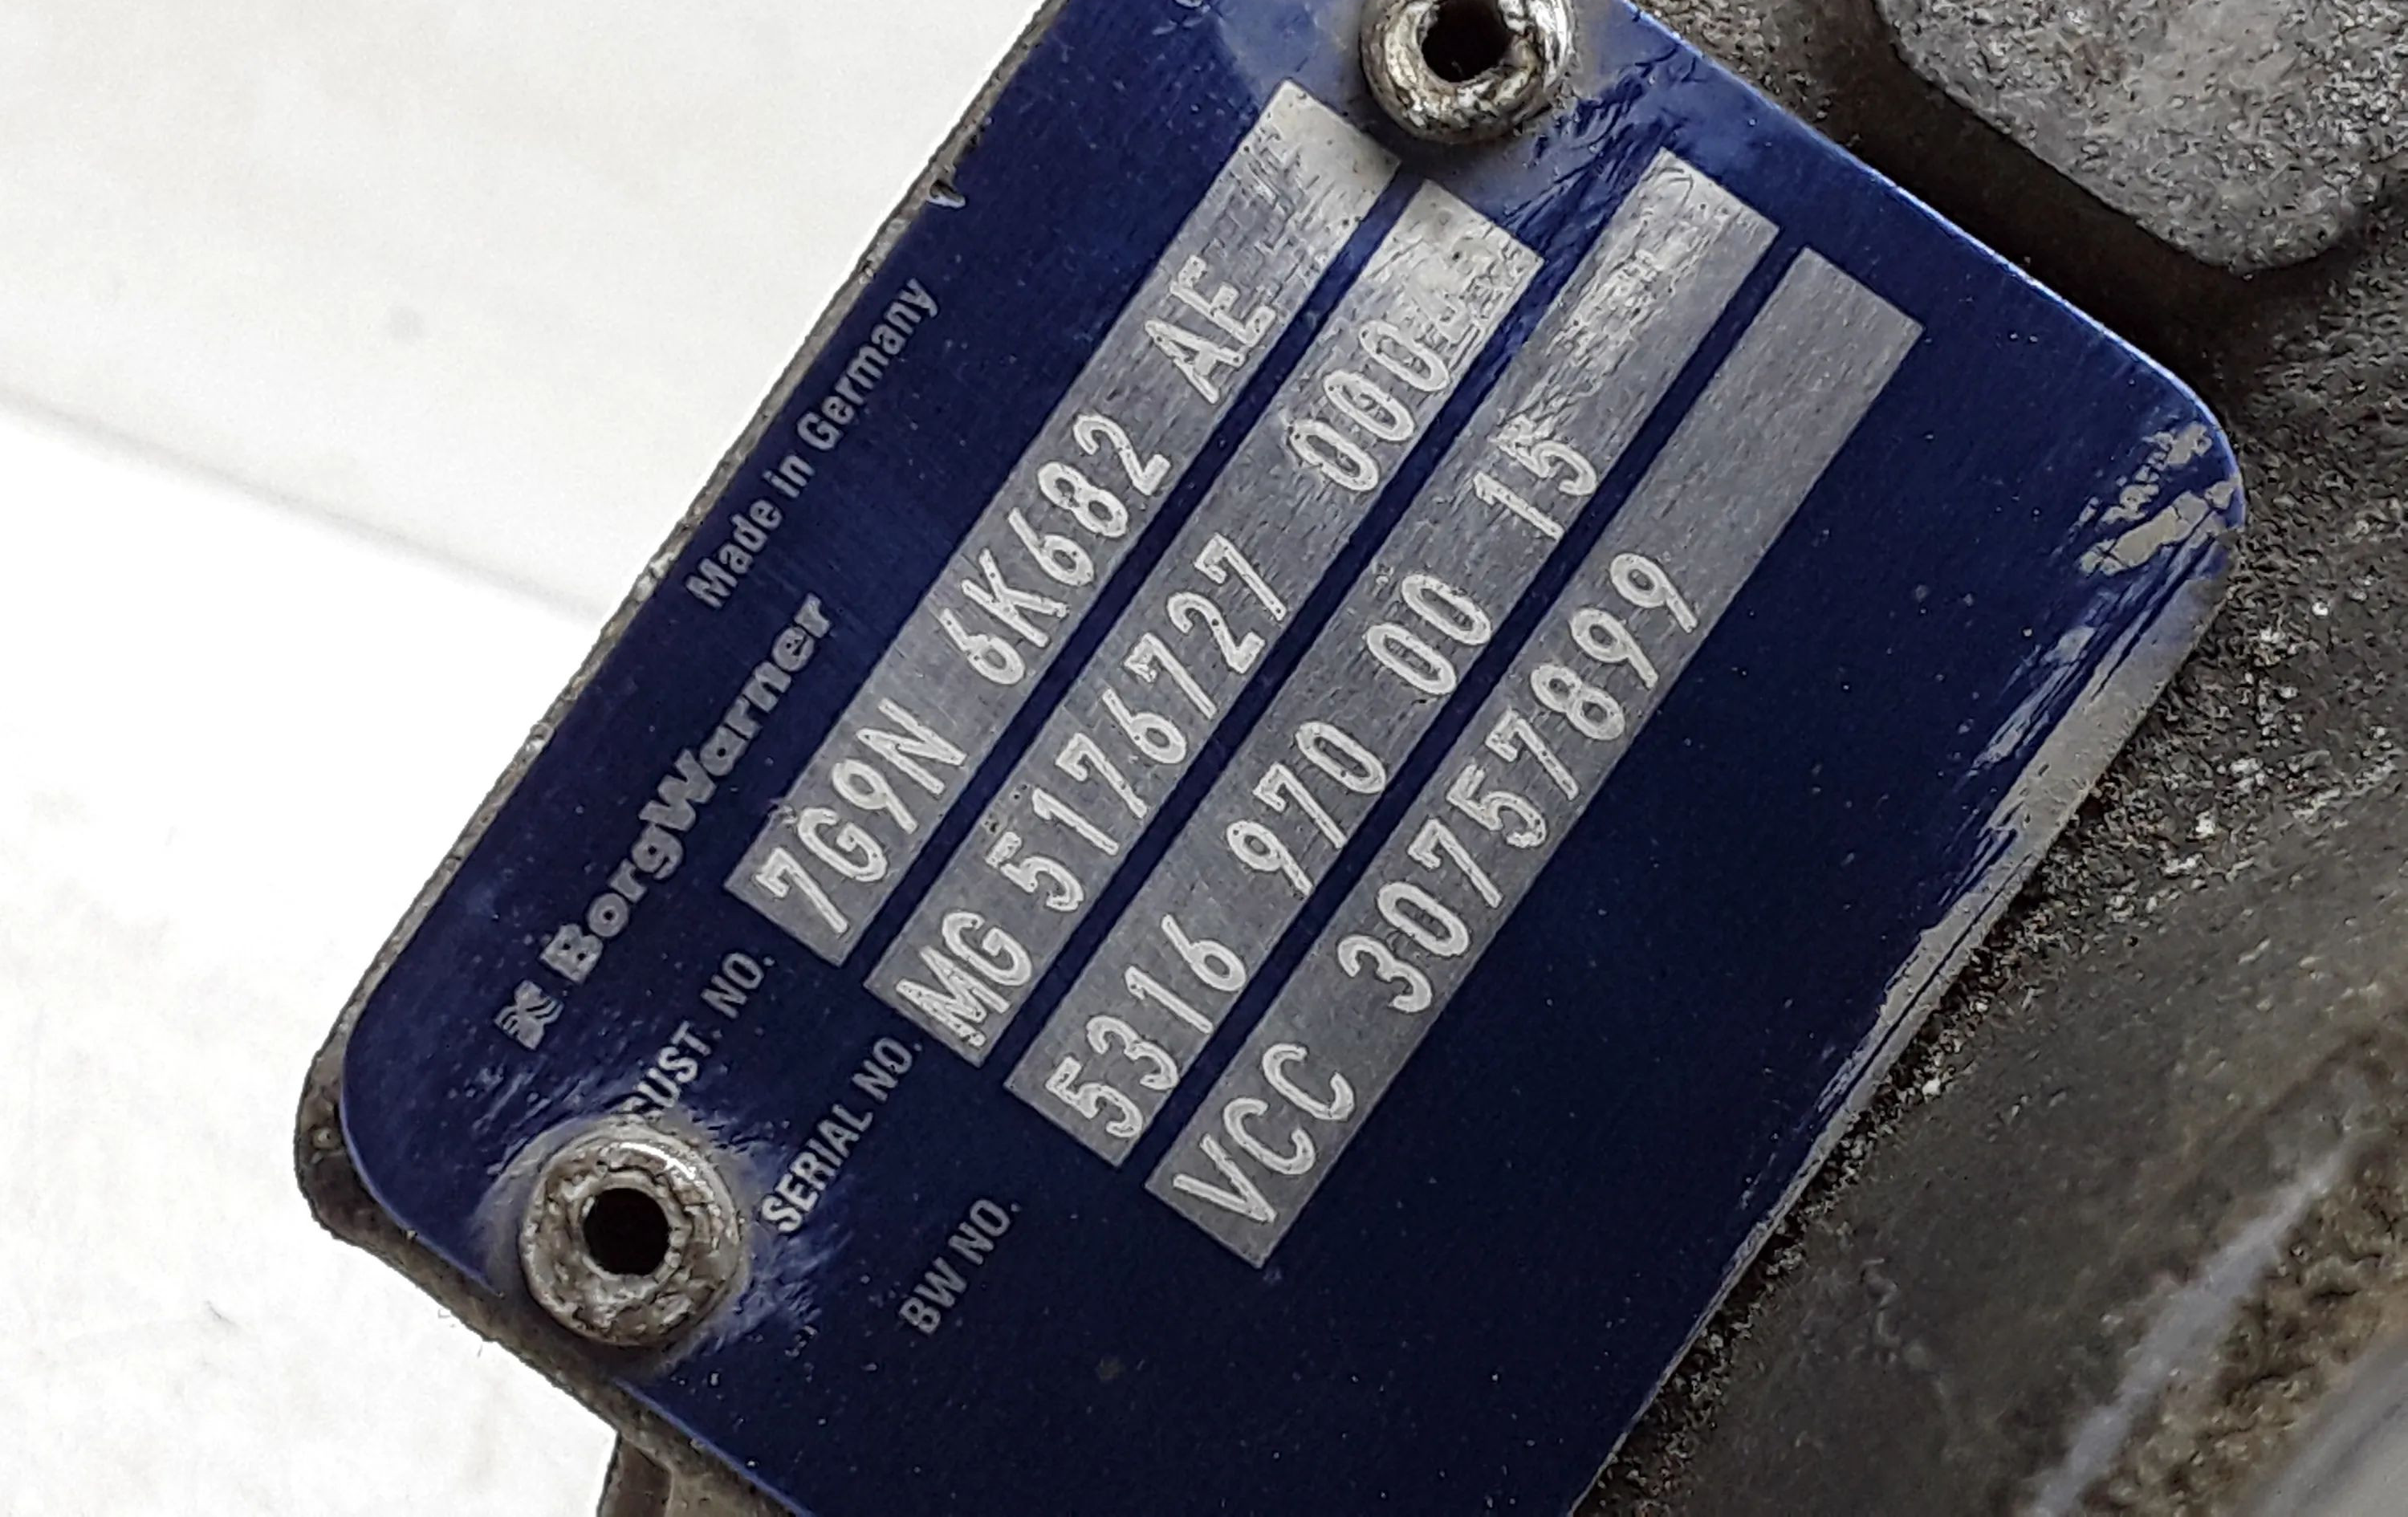 BorgWarner Made in Germany
CUST. NO. 7G9N 6K682 AE
SERIAL NO. MG 5176727
BW NO. 5316 970 00 15
VCC 30757899